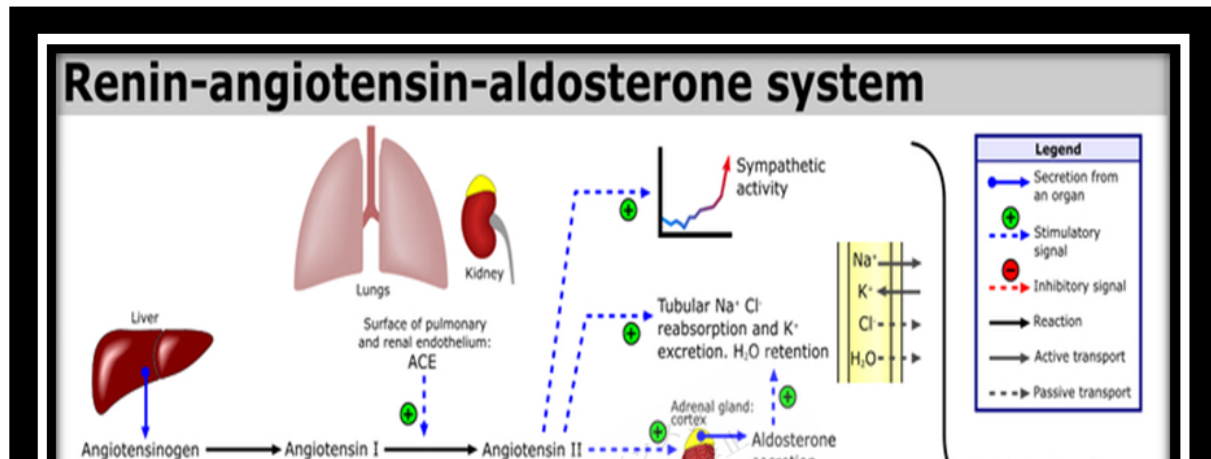 Renin-angiotensin-aldosterone system
Lungs
Kidney
Liver
Surface of pulmonary
and renal endothelium:
ACE
+
Angiotensinogen
Angiotensin I
Angiotensin II
+
Sympathetic
activity
+
Tubular Na⁺ Cl⁻
reabsorption and K⁺
excretion. H₂O retention
+
+
Adrenal gland:
cortex
Aldosterone
Na⁺
K⁺
Cl⁻
H₂O
Legend
Secretion from
an organ
+
Stimulatory
signal
−
Inhibitory signal
Reaction
Active transport
Passive transport